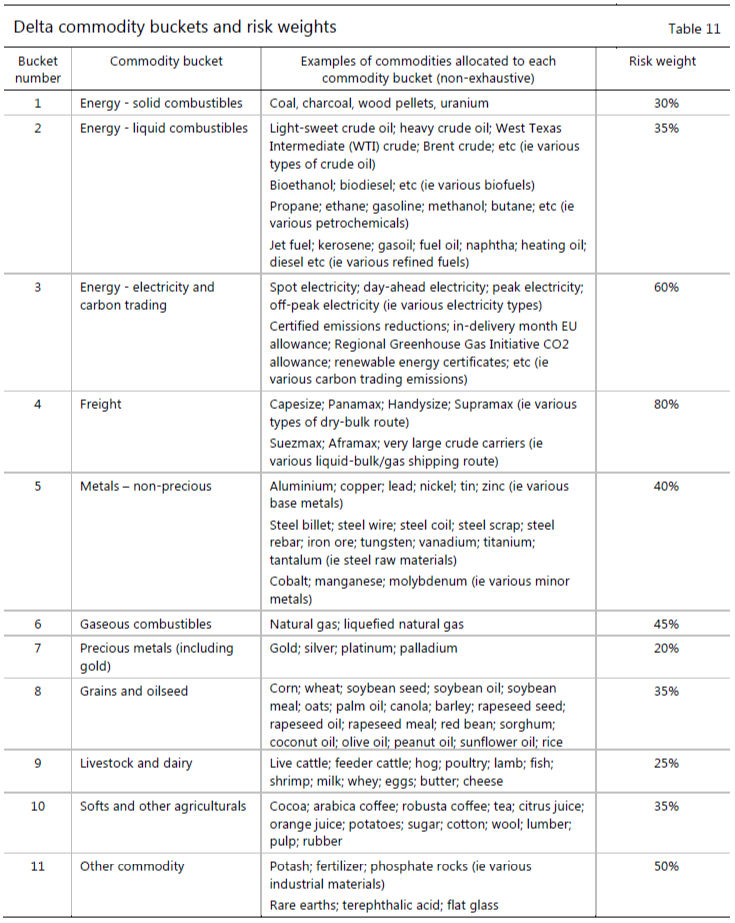 Delta commodity buckets and risk weights Table 11
Bucket number Commodity bucket Examples of commodities allocated to each commodity bucket (non-exhaustive) Risk weight
1 Energy - solid combustibles Coal, charcoal, wood pellets, uranium 30%
2 Energy - liquid combustibles Light-sweet crude oil; heavy crude oil; West Texas 35%
Intermediate (WTI) crude; Brent crude; etc (ie various
types of crude oil)
Bioethanol; biodiesel; etc (ie various biofuels)
Propane; ethane; gasoline; methanol; butane; etc (ie
various petrochemicals)
Jet fuel; kerosene; gasoil; fuel oil; naphtha; heating oil;
diesel etc (ie various refined fuels)
3 Energy - electricity and carbon trading Spot electricity; day-ahead electricity; peak electricity; 60%
off-peak electricity (ie various electricity types)
Certified emissions reductions; in-delivery month EU
allowance; Regional Greenhouse Gas Initiative CO2
allowance; renewable energy certificates; etc (ie
various carbon trading emissions)
4 Freight Capesize; Panamax; Handysize; Supramax (ie various 80%
types of dry-bulk route)
Suezmax; Aframax; very large crude carriers (ie
various liquid-bulk/gas shipping route)
5 Metals – non-precious Aluminium; copper; lead; nickel; tin; zinc (ie various 40%
base metals)
Steel billet; steel wire; steel coil; steel scrap; steel
rebar; iron ore; tungsten; vanadium; titanium;
tantalum (ie steel raw materials)
Cobalt; manganese; molybdenum (ie various minor
metals)
6 Gaseous combustibles Natural gas; liquefied natural gas 45%
7 Precious metals (including gold) Gold; silver; platinum; palladium 20%
8 Grains and oilseed Corn; wheat; soybean seed; soybean oil; soybean 35%
meal; oats; palm oil; canola; barley; rapeseed seed;
rapeseed oil; rapeseed meal; red bean; sorghum;
coconut oil; olive oil; peanut oil; sunflower oil; rice
9 Livestock and dairy Live cattle; feeder cattle; hog; poultry; lamb; fish; 25%
shrimp; milk; whey; eggs; butter; cheese
10 Softs and other agriculturals Cocoa; arabica coffee; robusta coffee; tea; citrus juice; 35%
orange juice; potatoes; sugar; cotton; wool; lumber;
pulp; rubber
11 Other commodity Potash; fertilizer; phosphate rocks (ie various 50%
industrial materials)
Rare earths; terephthalic acid; flat glass